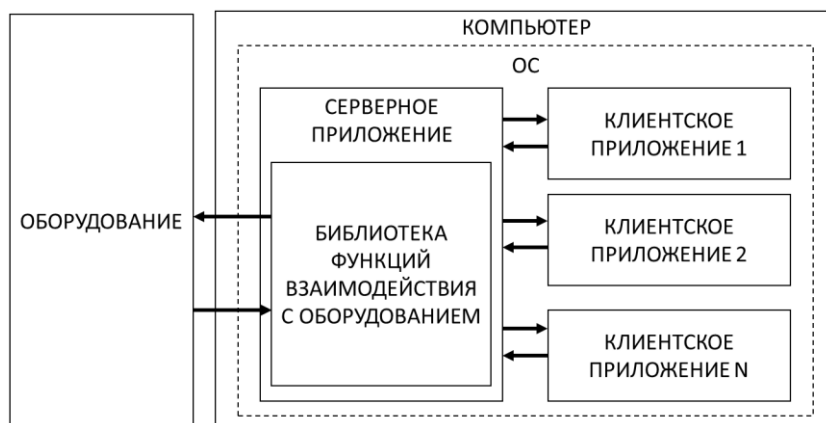 КОМПЬЮТЕР
ОС
СЕРВЕРНОЕ
ПРИЛОЖЕНИЕ
БИБЛИОТЕКА
ФУНКЦИЙ
ВЗАИМОДЕЙСТВИЯ
С ОБОРУДОВАНИЕМ
ОБОРУДОВАНИЕ
КЛИЕНТСКОЕ
ПРИЛОЖЕНИЕ 1
КЛИЕНТСКОЕ
ПРИЛОЖЕНИЕ 2
КЛИЕНТСКОЕ
ПРИЛОЖЕНИЕ N